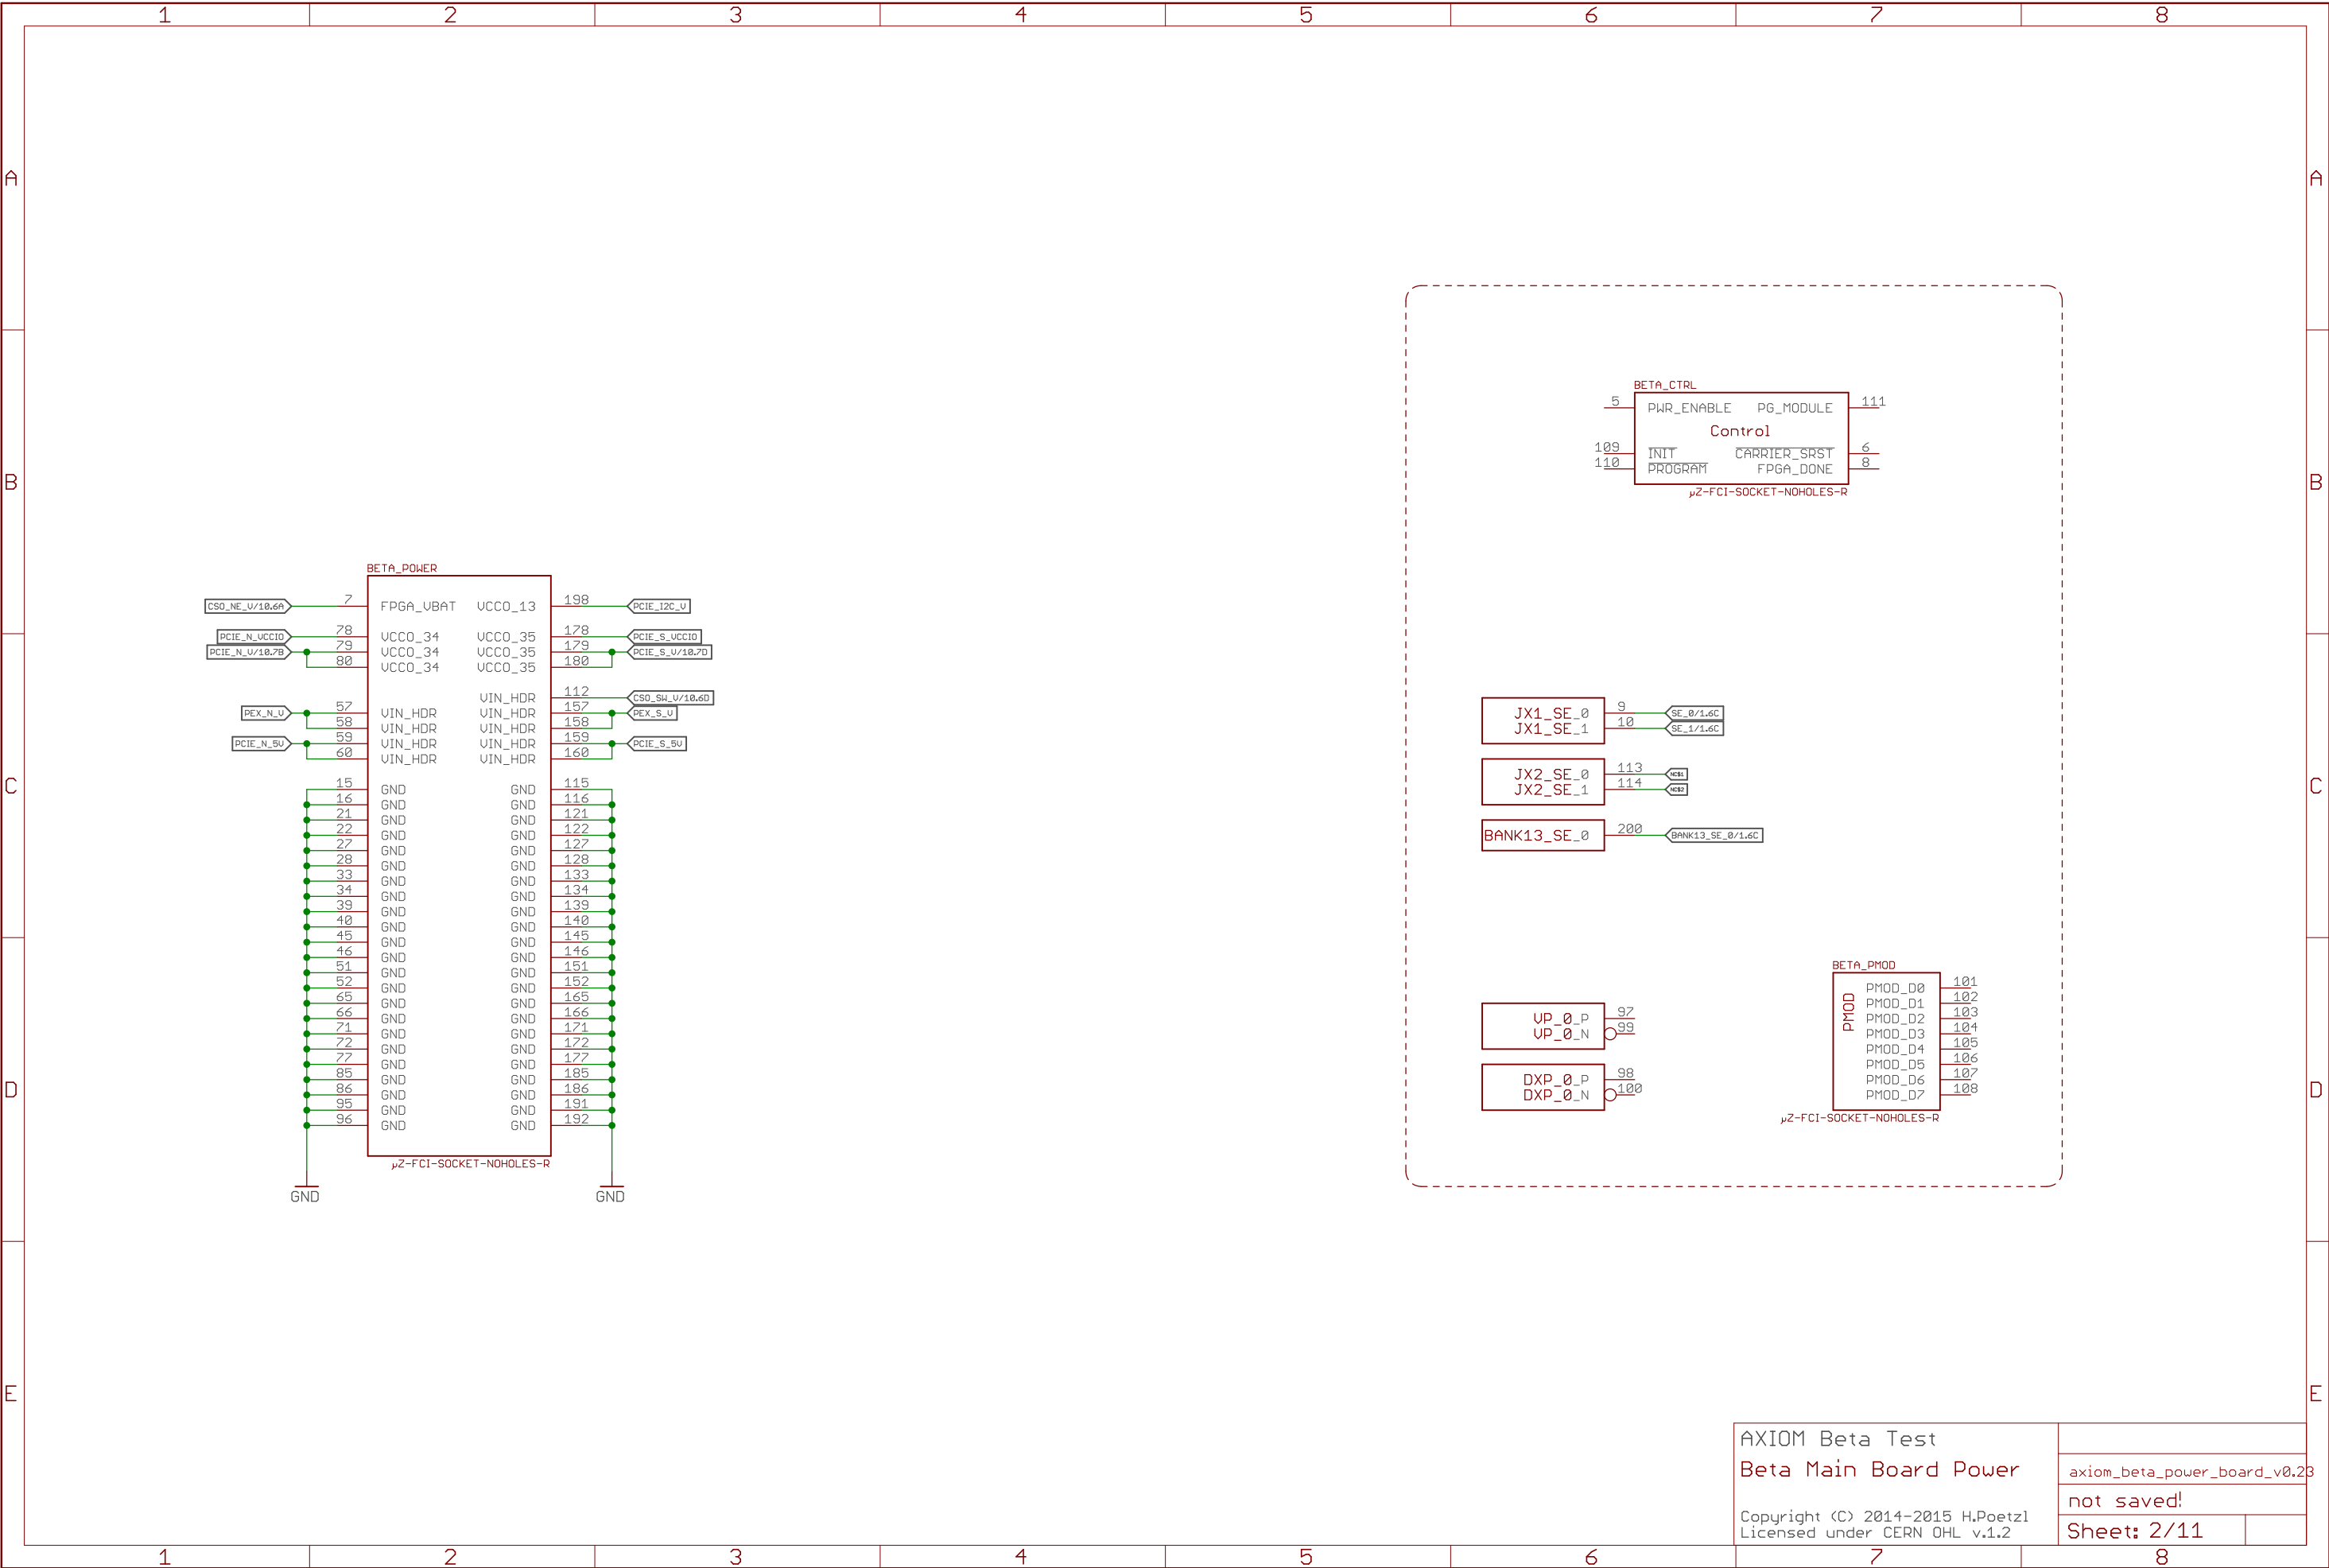 1 2 3 4 5 6 7 8
A A
B B
C C
D D
E E
BETA_CTRL
5 PWR_ENABLE PG_MODULE 111
Control
109 INIT CARRIER_SRST 6
110 PROGRAM FPGA_DONE 8
µZ-FCI-SOCKET-NOHOLES-R
BETA_POWER
CSO_NE_V/10.6A 7 FPGA_VBAT VCCO_13 198 PCIE_I2C_V
PCIE_N_VCCIO 78 VCCO_34 VCCO_35 178 PCIE_S_VCCIO
PCIE_N_V/10.7B 79 VCCO_34 VCCO_35 179 PCIE_S_V/10.7D
80 VCCO_34 VCCO_35 180
VIN_HDR 112 CSO_SW_V/10.6D
PEX_N_V 57 VIN_HDR VIN_HDR 157 PEX_S_V
58 VIN_HDR VIN_HDR 158
PCIE_N_5V 59 VIN_HDR VIN_HDR 159 PCIE_S_5V
60 VIN_HDR VIN_HDR 160
15 GND GND 115
16 GND GND 116
21 GND GND 121
22 GND GND 122
27 GND GND 127
28 GND GND 128
33 GND GND 133
34 GND GND 134
39 GND GND 139
40 GND GND 140
45 GND GND 145
46 GND GND 146
51 GND GND 151
52 GND GND 152
65 GND GND 165
66 GND GND 166
71 GND GND 171
72 GND GND 172
77 GND GND 177
85 GND GND 185
86 GND GND 186
95 GND GND 191
96 GND GND 192
µZ-FCI-SOCKET-NOHOLES-R
GND GND
JX1_SE_0 9 SE_0/1.6C
JX1_SE_1 10 SE_1/1.6C
JX2_SE_0 113 NC$1
JX2_SE_1 114 NC$2
BANK13_SE_0 200 BANK13_SE_0/1.6C
VP_0_P 97
VP_0_N 99
DXP_0_P 98
DXP_0_N 100
BETA_PMOD
PMOD
PMOD_D0 101
PMOD_D1 102
PMOD_D2 103
PMOD_D3 104
PMOD_D4 105
PMOD_D5 106
PMOD_D6 107
PMOD_D7 108
µZ-FCI-SOCKET-NOHOLES-R
AXIOM Beta Test
Beta Main Board Power
Copyright (C) 2014-2015 H.Poetzl
Licensed under CERN OHL v.1.2
axiom_beta_power_board_v0.23
not saved!
Sheet: 2/11
1 2 3 4 5 6 7 8